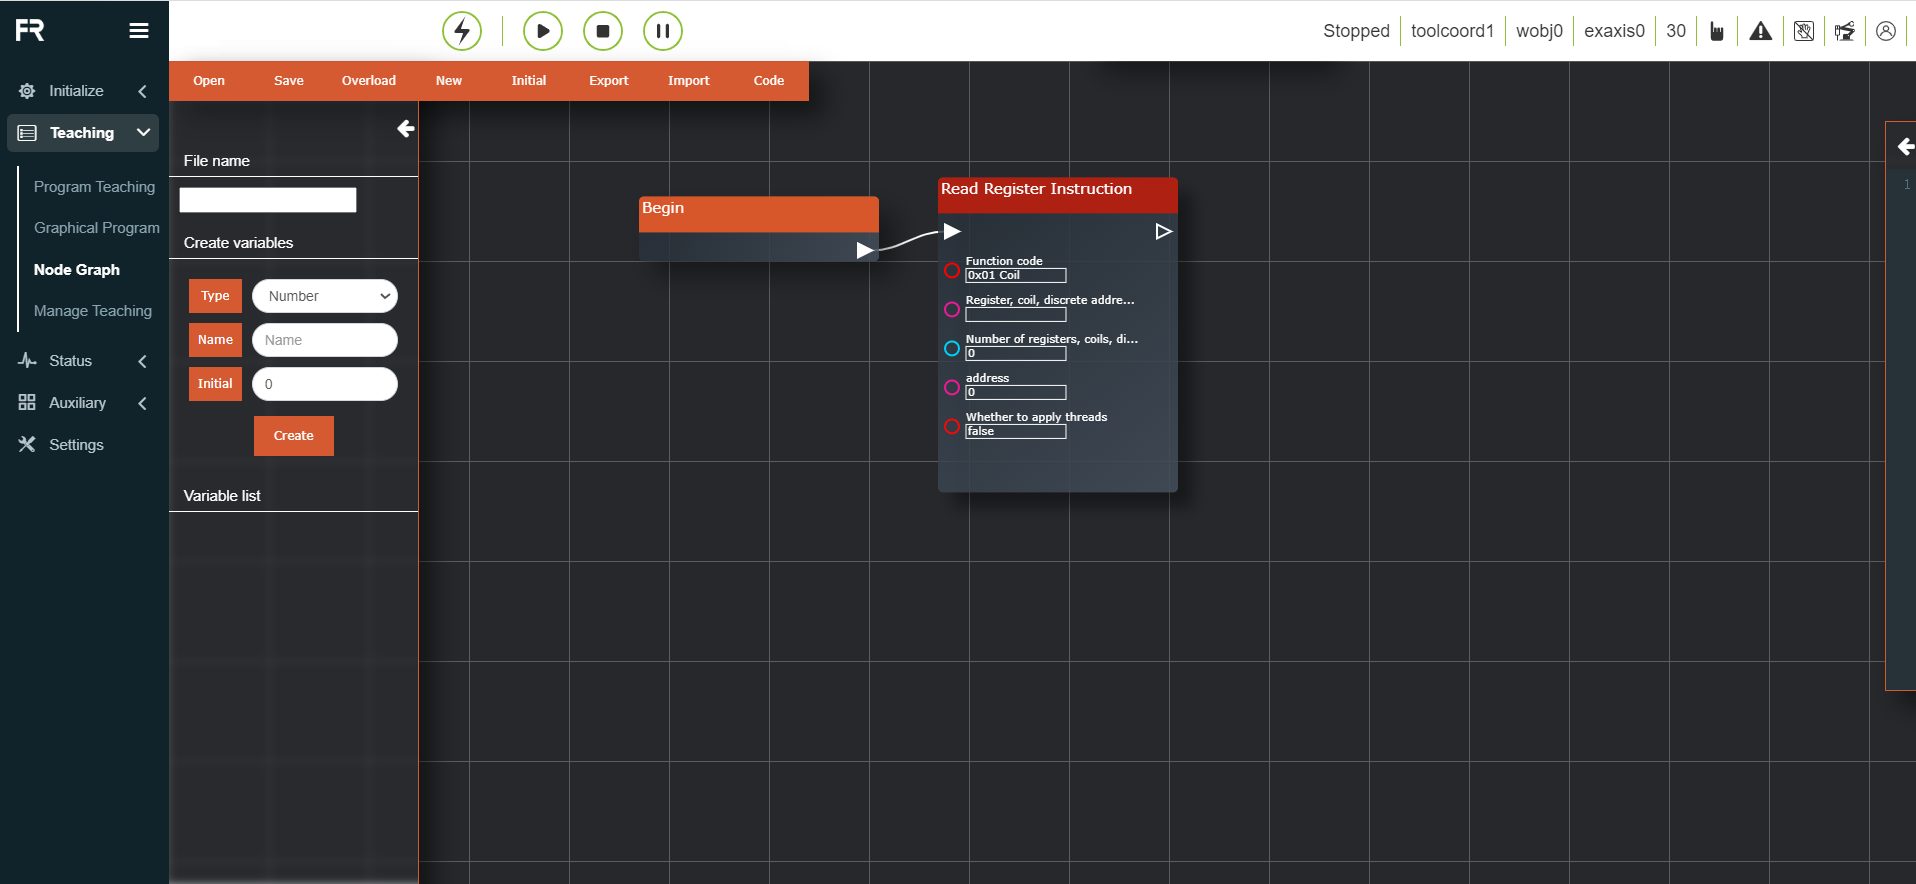 FR
Stopped
toolcoord1
wobj0
exaxis0
30
Open
Save
Overload
New
Initial
Export
Import
Code
Initialize
Teaching
Program Teaching
Graphical Program
Node Graph
Manage Teaching
Status
Auxiliary
Settings
File name
Create variables
Type
Number
Name
Name
Initial
0
Create
Variable list
Begin
Read Register Instruction
Function code
0x01 Coil
Register, coil, discrete addre...
Number of registers, coils, di...
0
address
0
Whether to apply threads
false
1